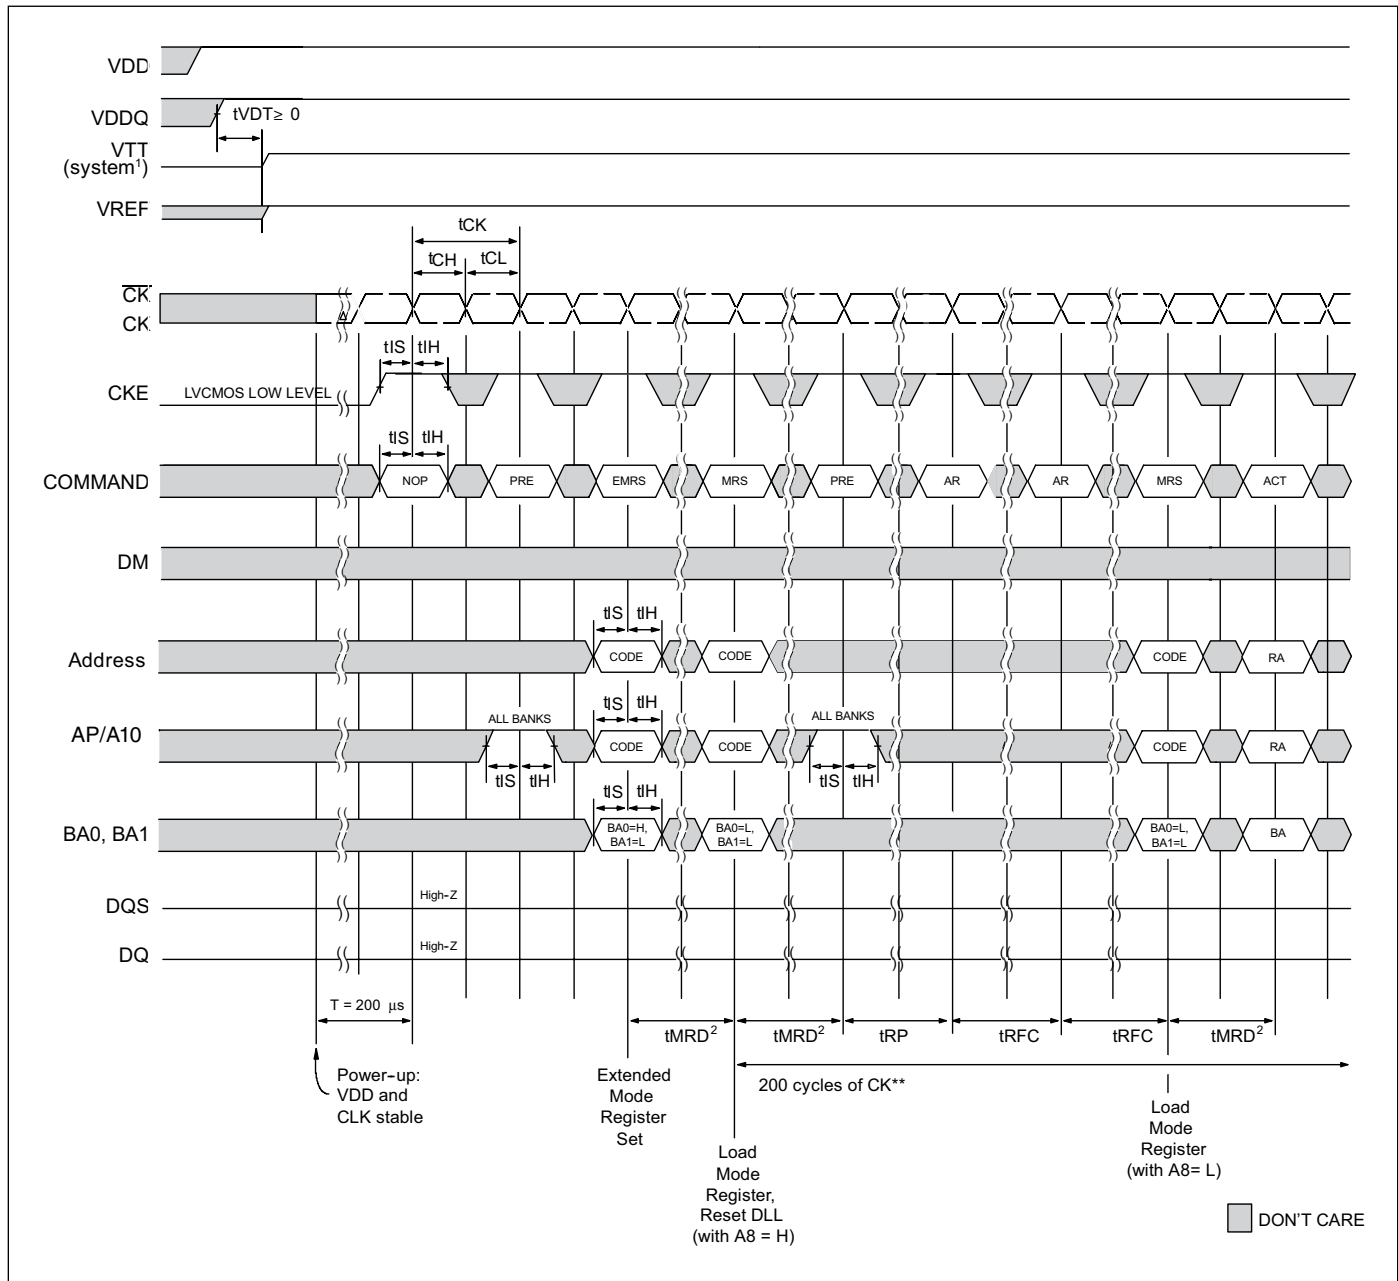 VDD
VDDQ
tVDT≥ 0
VTT
(system¹)
VREF
tCK
tCH
tCL
CK
CK
tIS
tIH
CKE
LVCMOS LOW LEVEL
tIS
tIH
COMMAND
NOP
PRE
EMRS
MRS
PRE
AR
AR
MRS
ACT
DM
tIS
tIH
Address
CODE
CODE
CODE
RA
ALL BANKS
tIS
tIH
ALL BANKS
AP/A10
CODE
CODE
CODE
RA
tIS
tIH
tIS
tIH
tIS
tIH
BA0, BA1
BA0=H,
BA1=L
BA0=L,
BA1=L
BA0=L,
BA1=L
BA
DQS
High-Z
DQ
High-Z
T = 200 µs
tMRD²
tMRD²
tRP
tRFC
tRFC
tMRD²
Power-up:
VDD and
CLK stable
Extended
Mode
Register
Set
200 cycles of CK**
Load
Mode
Register,
Reset DLL
(with A8 = H)
Load
Mode
Register
(with A8= L)
DON'T CARE